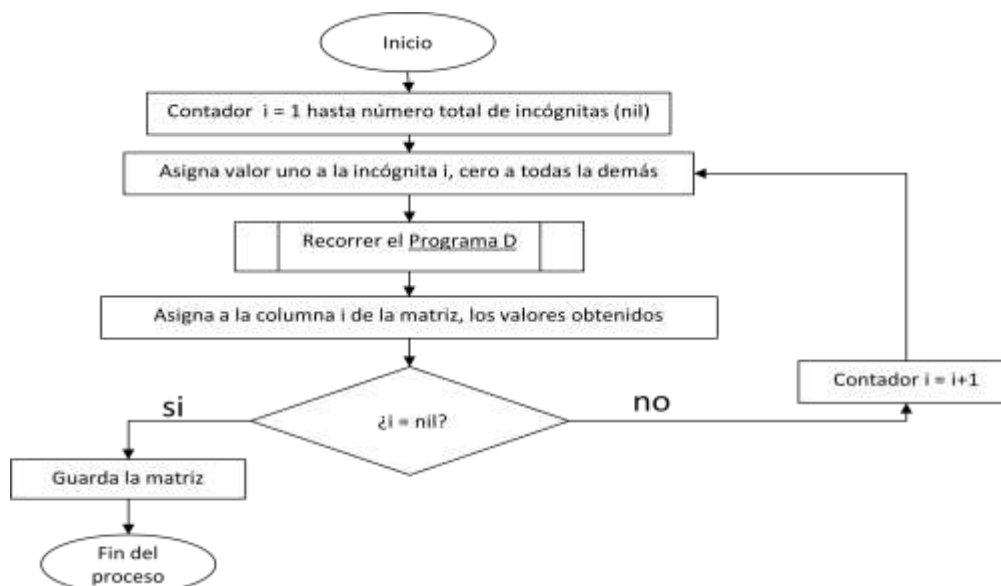 Inicio
Contador i = 1 hasta número total de incógnitas (nil)
Asigna valor uno a la incógnita i, cero a todas la demás
Recorrer el Programa D
Asigna a la columna i de la matriz, los valores obtenidos
¿i = nil?
si
no
Contador i = i+1
Guarda la matriz
Fin del
proceso